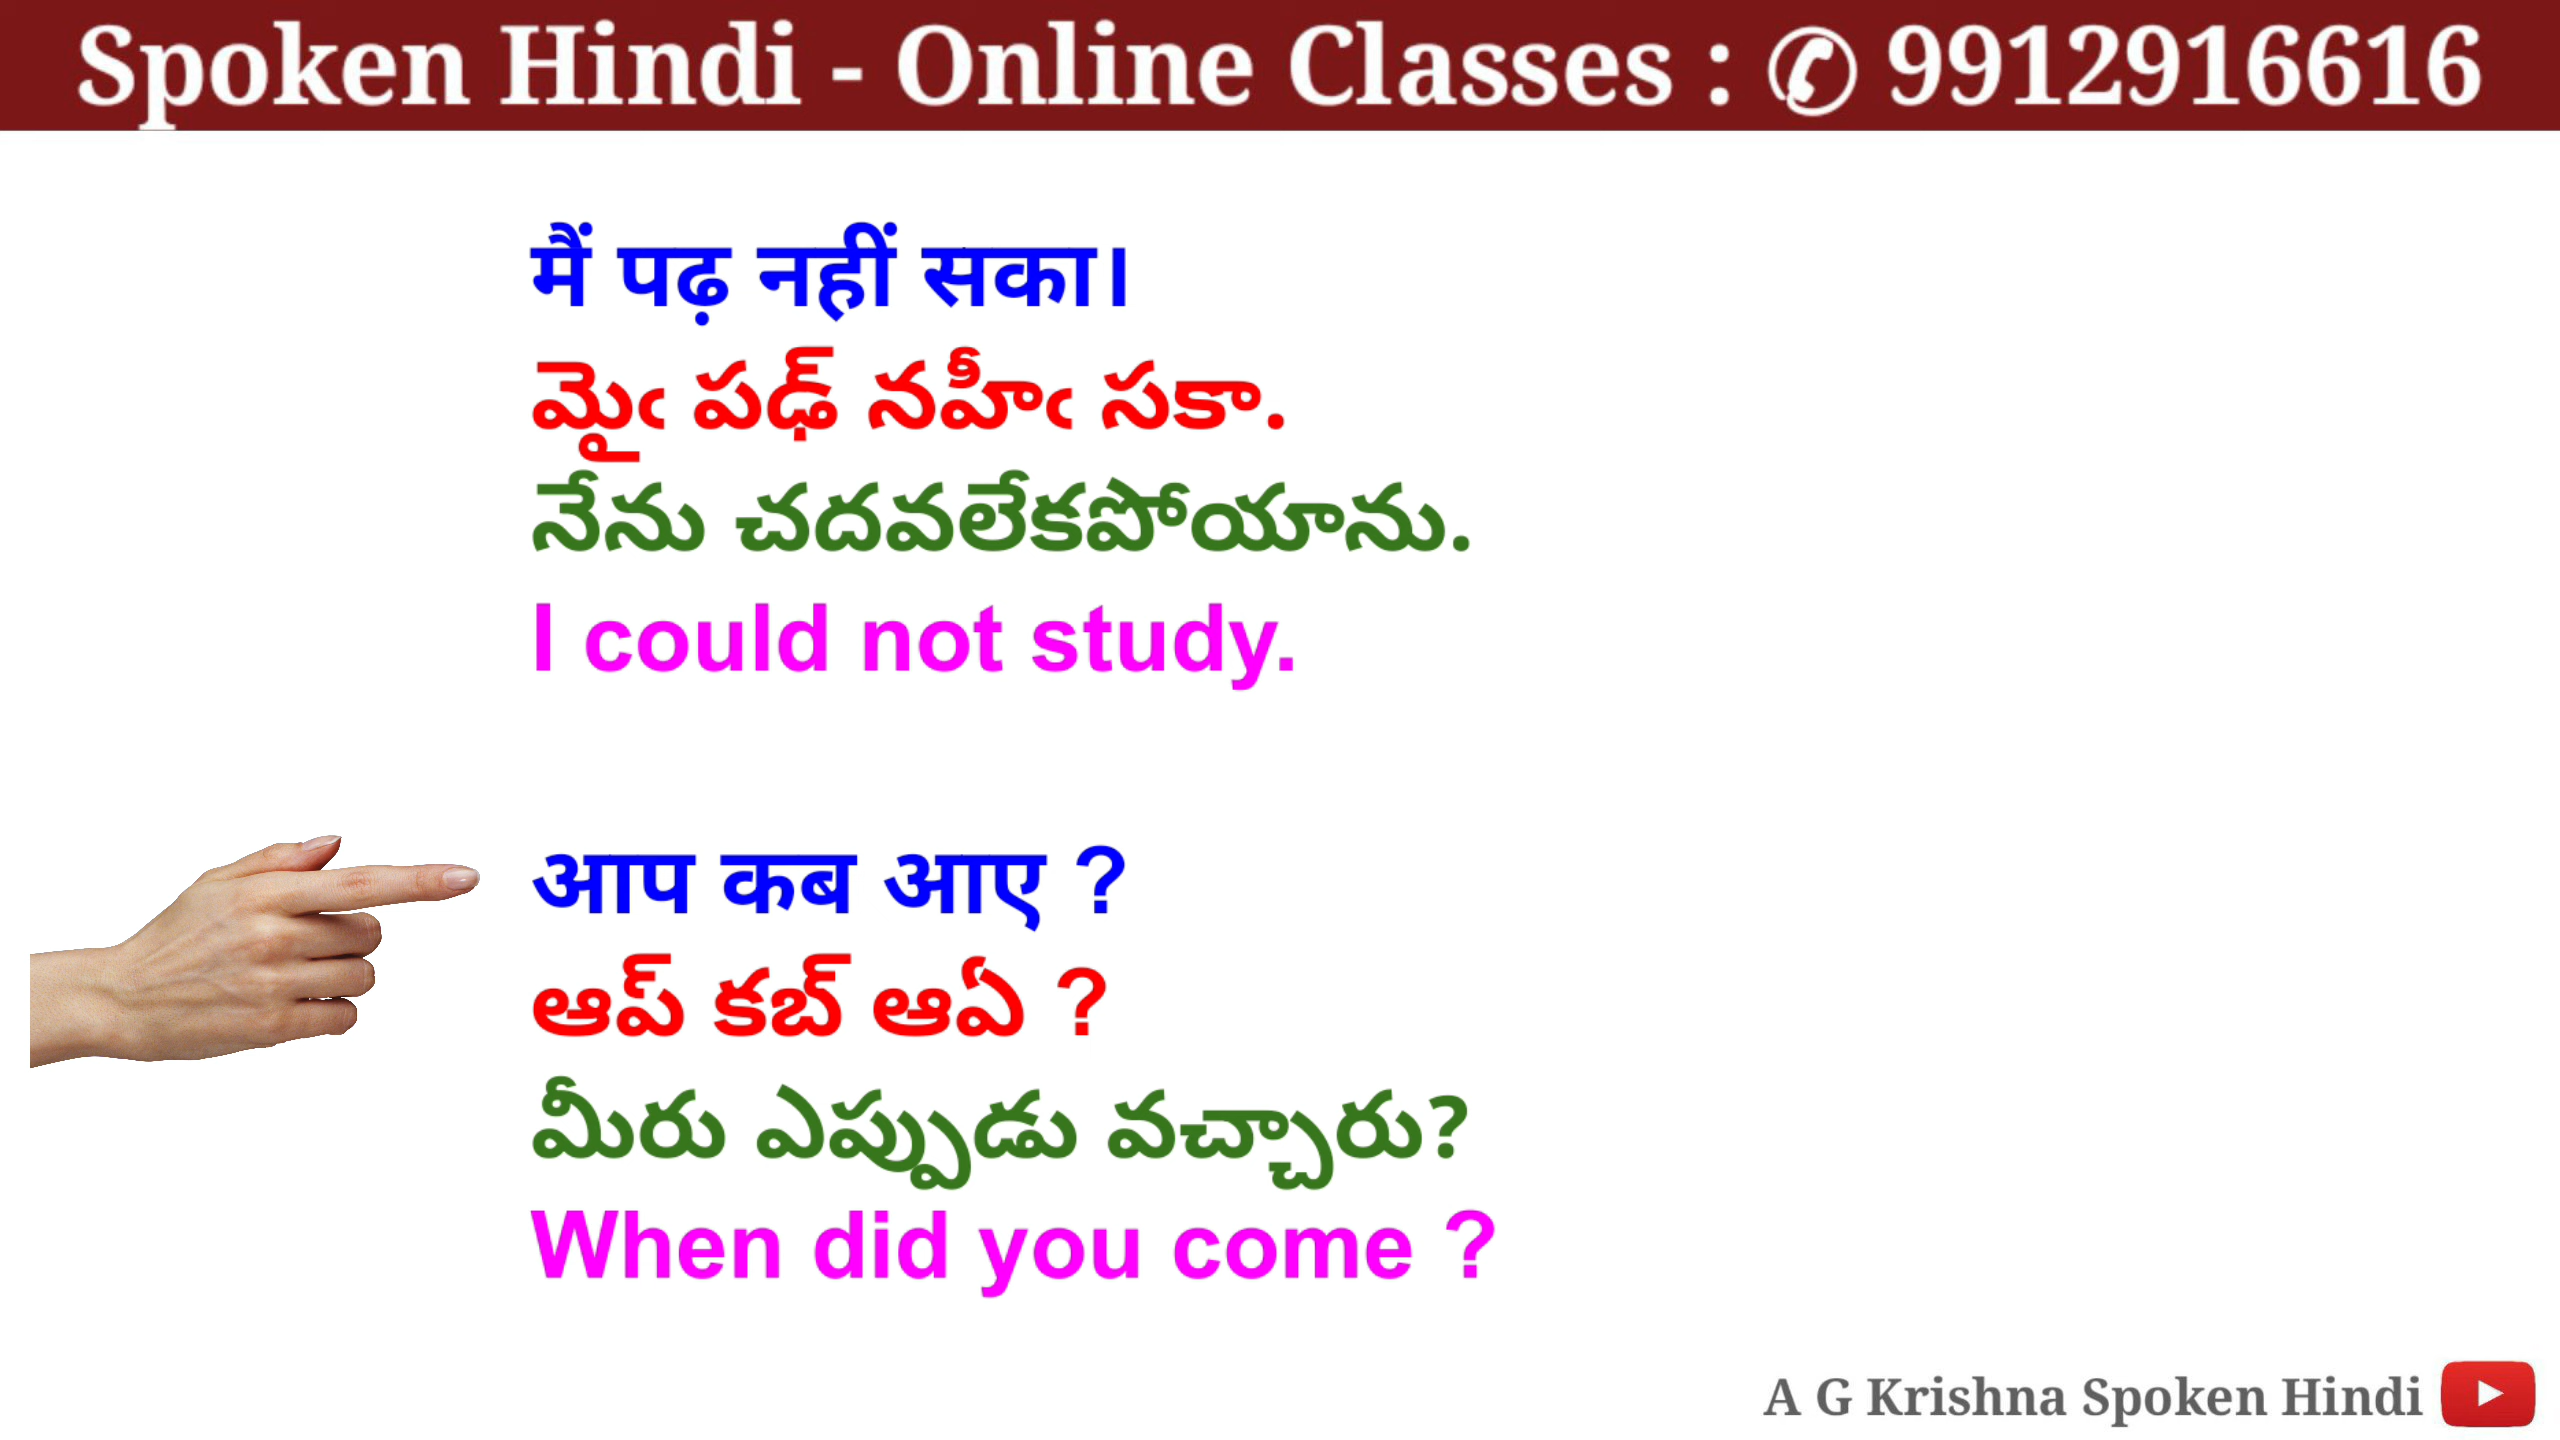 Spoken Hindi - Online Classes : ✆ 9912916616
मैं पढ़ नहीं सका।
మైఁ పఢ్ నహీఁ సకా.
నేను చదవలేకపోయాను.
I could not study.
आप कब आए ?
ఆప్ కబ్ ఆఏ ?
మీరు ఎప్పుడు వచ్చారు?
When did you come ?
A G Krishna Spoken Hindi